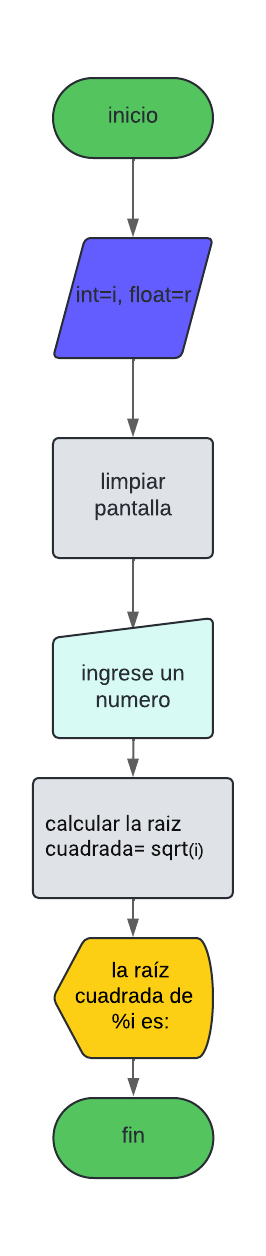 inicio
int=i, float=r
limpiar
pantalla
ingrese un
numero
calcular la raiz
cuadrada= sqrt(i)
la raíz
cuadrada de
%i es:
fin